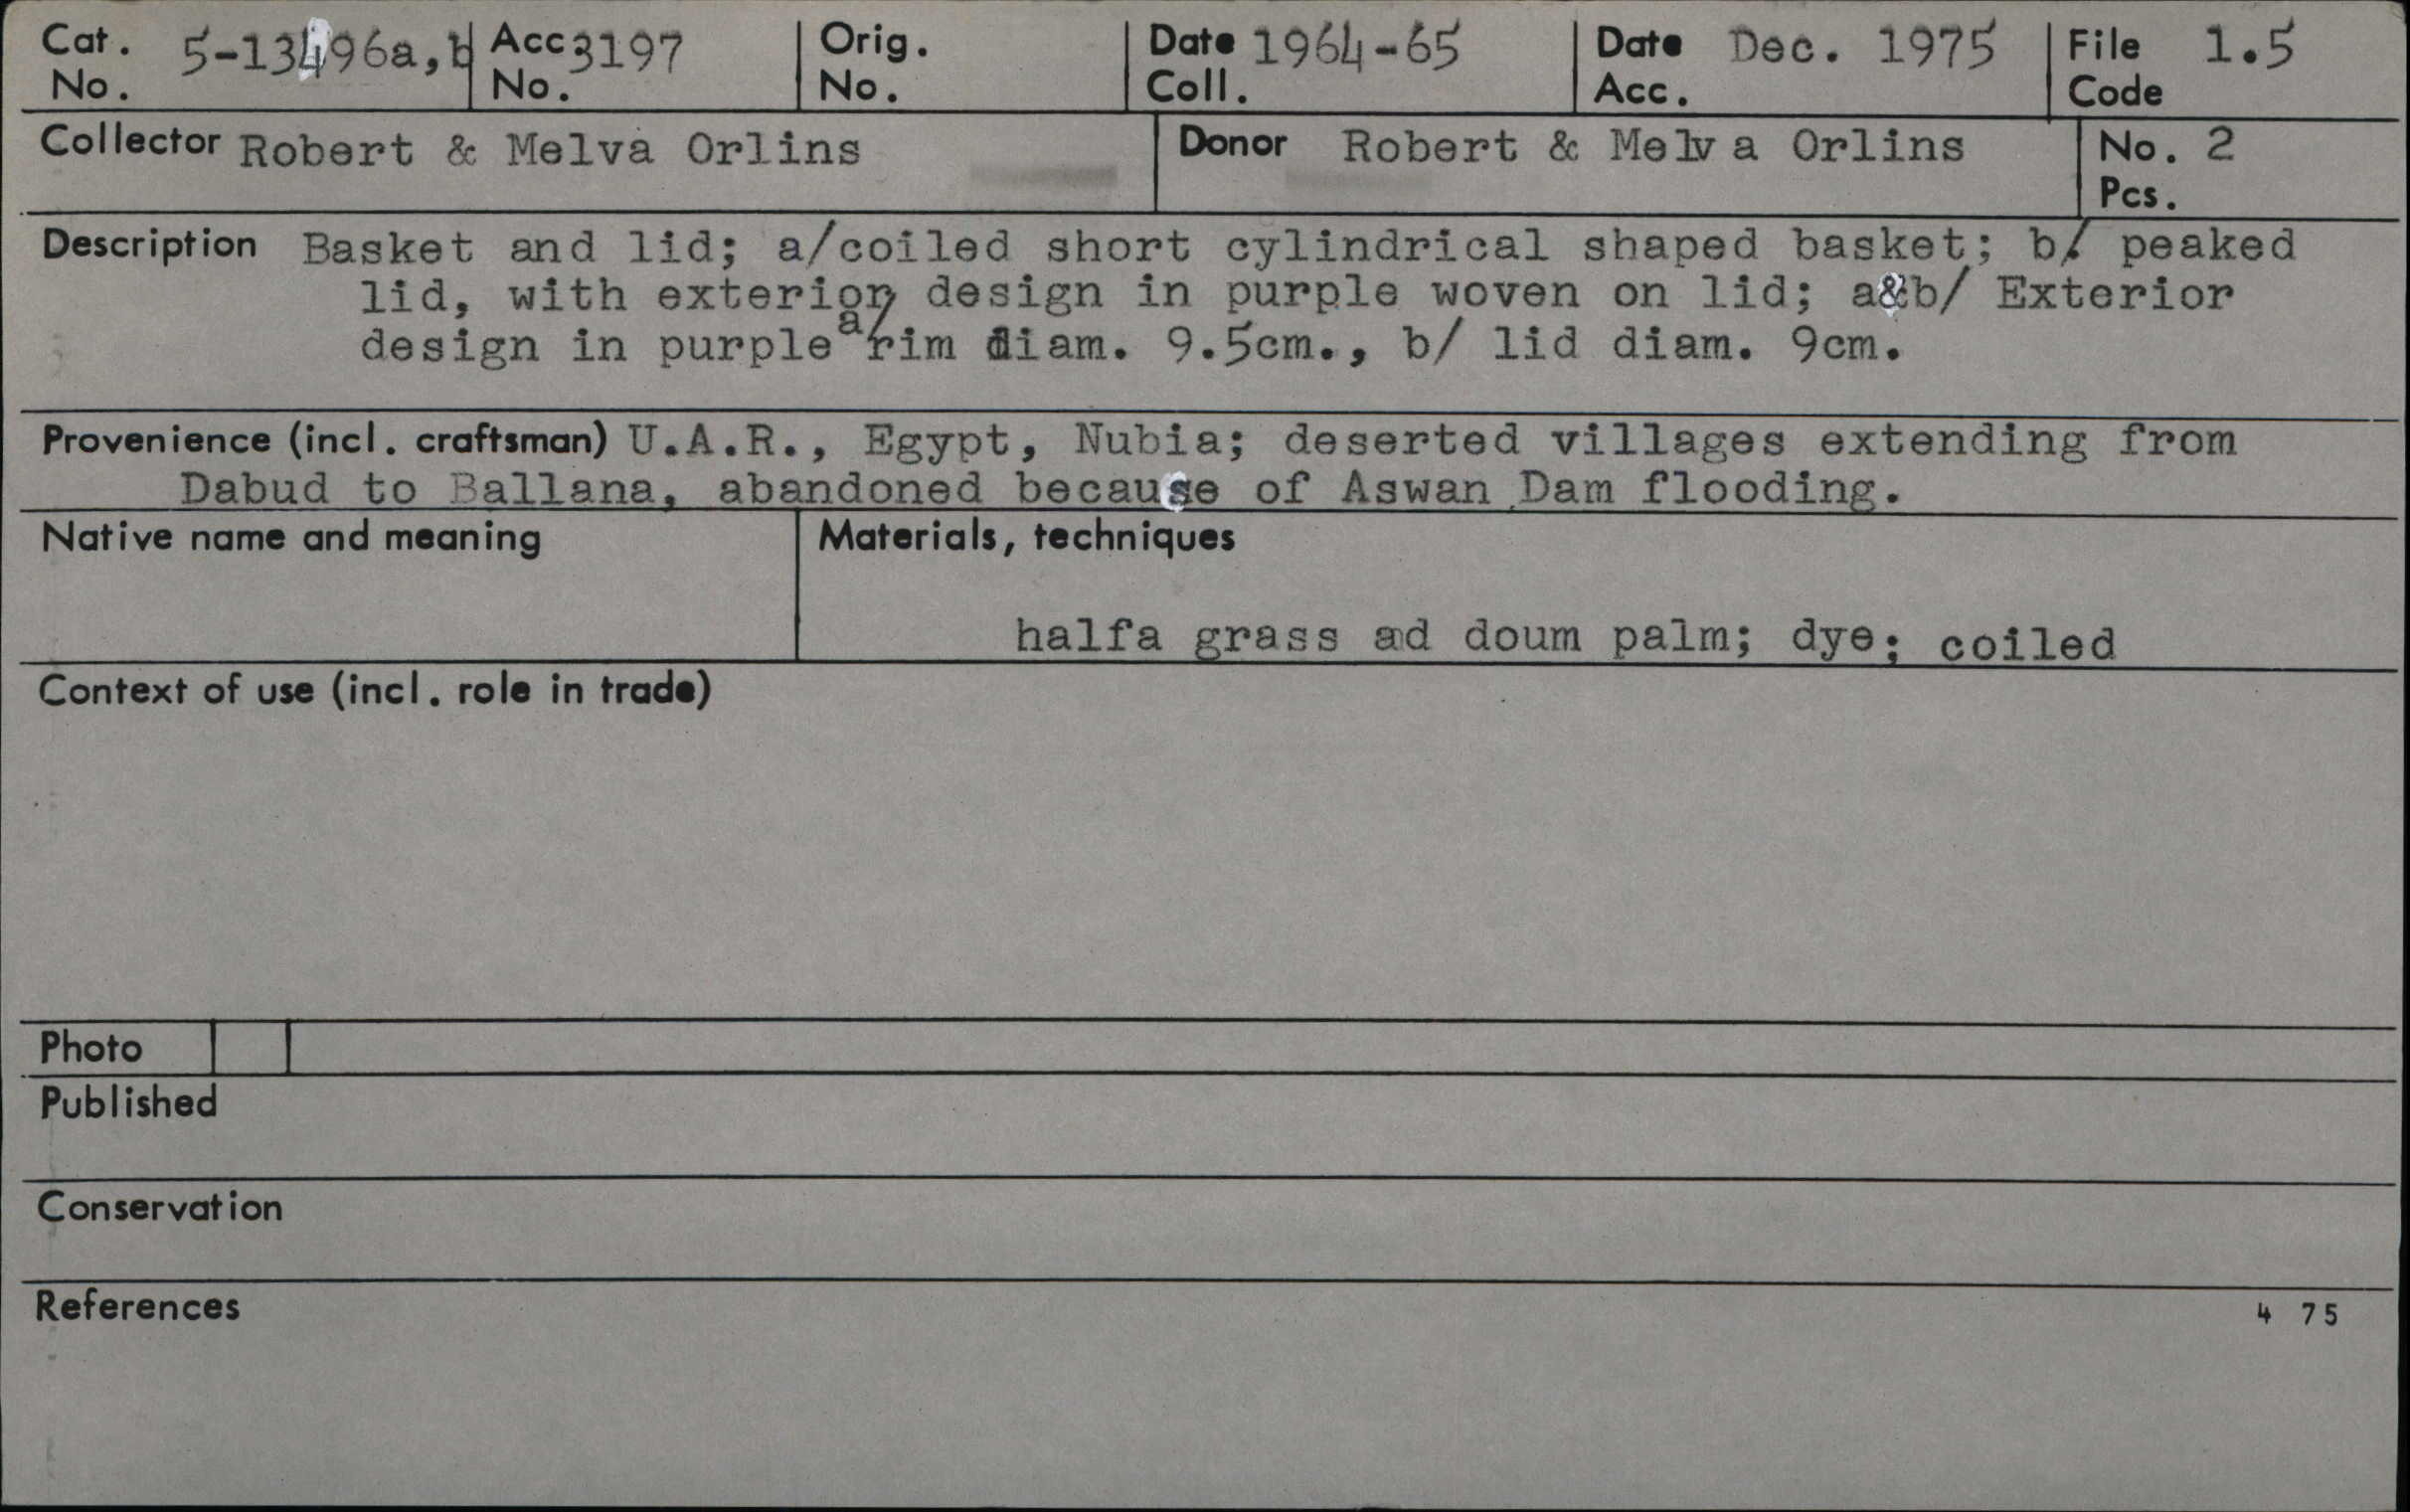 Cat. No. 5-13496a,b Acc No. 3197 Orig. No. Date Coll. 1964-65 Date Acc. Dec. 1975 File Code 1.5
Collector Robert & Melva Orlins Donor Robert & Melva Orlins No. Pcs. 2
Description Basket and lid; a/coiled short cylindrical shaped basket; b/ peaked
lid, with exterior design in purple woven on lid; a&b/ Exterior
design in purple a/ rim diam. 9.5cm., b/ lid diam. 9cm.
Provenience (incl. craftsman) U.A.R., Egypt, Nubia; deserted villages extending from
Dabud to Ballana, abandoned because of Aswan Dam flooding.
Native name and meaning Materials, techniques
halfa grass ad doum palm; dye; coiled
Context of use (incl. role in trade)
Photo
Published
Conservation
References 4 75